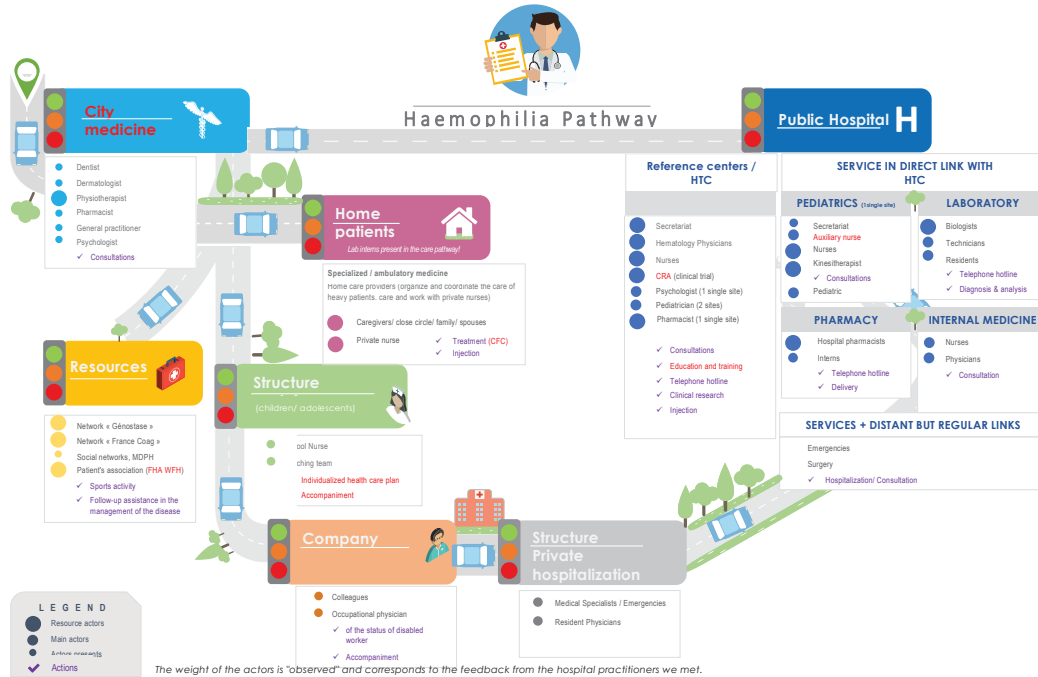 Haemophilia Pathway
City
medicine
Dentist
Dermatologist
Physiotherapist
Pharmacist
General practitioner
Psychologist
✓ Consultations
Home
patients
Lab interns present in the care pathway!
Specialized / ambulatory medicine
Home care providers (organize and coordinate the care of
heavy patients. care and work with private nurses)
Caregivers/ close circle/ family/ spouses
Private nurse
✓ Treatment (CFC)
✓ Injection
Resources
Network « Génostase »
Network « France Coag »
Social networks, MDPH
Patient's association (FHA WFH)
✓ Sports activity
✓ Follow-up assistance in the
management of the disease
Structure
(children/ adolescents)
ool Nurse
ching team
Individualized health care plan
Accompaniment
Company
Colleagues
Occupational physician
✓ of the status of disabled
worker
✓ Accompaniment
Structure
Private
hospitalization
Medical Specialists / Emergencies
Resident Physicians
Public Hospital H
Reference centers /
HTC
Secretariat
Hematology Physicians
Nurses
CRA (clinical trial)
Psychologist (1 single site)
Pediatrician (2 sites)
Pharmacist (1 single site)
✓ Consultations
✓ Education and training
✓ Telephone hotline
✓ Clinical research
✓ Injection
SERVICE IN DIRECT LINK WITH
HTC
PEDIATRICS (1single site)
Secretariat
Auxiliary nurse
Nurses
Kinesitherapist
✓ Consultations
Pediatric
LABORATORY
Biologists
Technicians
Residents
✓ Telephone hotline
✓ Diagnosis & analysis
PHARMACY
Hospital pharmacists
Interns
✓ Telephone hotline
✓ Delivery
INTERNAL MEDICINE
Nurses
Physicians
✓ Consultation
SERVICES + DISTANT BUT REGULAR LINKS
Emergencies
Surgery
✓ Hospitalization/ Consultation
LEGEND
Resource actors
Main actors
Actors presents
✓ Actions
The weight of the actors is "observed" and corresponds to the feedback from the hospital practitioners we met.